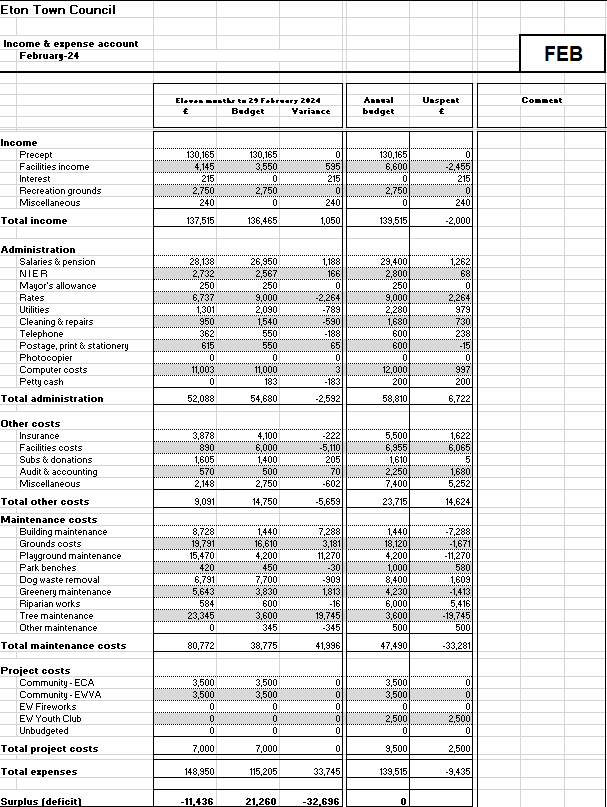 Eton Town Council
Income & expense account
February-24
FEB
Eleven months to 29 February 2024 Annual Unspent Comment
£ Budget Variance budget £
Income
Precept 130,165 130,165 0 130,165 0
Facilities income 4,145 3,550 595 6,600 -2,455
Interest 215 0 215 0 215
Recreation grounds 2,750 2,750 0 2,750 0
Miscellaneous 240 0 240 0 240
Total income 137,515 136,465 1,050 139,515 -2,000
Administration
Salaries & pension 28,138 26,950 1,188 29,400 1,262
NIER 2,732 2,567 166 2,800 68
Mayor's allowance 250 250 0 250 0
Rates 6,737 9,000 -2,264 9,000 2,264
Utilities 1,301 2,090 -789 2,280 979
Cleaning & repairs 950 1,540 -590 1,680 730
Telephone 362 550 -188 600 238
Postage, print & stationery 615 550 65 600 -15
Photocopier 0 0 0 0 0
Computer costs 11,003 11,000 3 12,000 997
Petty cash 0 183 -183 200 200
Total administration 52,088 54,680 -2,592 58,810 6,722
Other costs
Insurance 3,878 4,100 -222 5,500 1,622
Facilities costs 890 6,000 -5,110 6,955 6,065
Subs & donations 1,605 1,400 205 1,610 5
Audit & accounting 570 500 70 2,250 1,680
Miscellaneous 2,148 2,750 -602 7,400 5,252
Total other costs 9,091 14,750 -5,659 23,715 14,624
Maintenance costs
Building maintenance 8,728 1,440 7,288 1,440 -7,288
Grounds costs 19,791 16,610 3,181 18,120 -1,671
Playground maintenance 15,470 4,200 11,270 4,200 -11,270
Park benches 420 450 -30 1,000 580
Dog waste removal 6,791 7,700 -909 8,400 1,609
Greenery maintenance 5,643 3,830 1,813 4,230 -1,413
Riparian works 584 600 -16 6,000 5,416
Tree maintenance 23,345 3,600 19,745 3,600 -19,745
Other maintenance 0 345 -345 500 500
Total maintenance costs 80,772 38,775 41,996 47,490 -33,281
Project costs
Community - ECA 3,500 3,500 0 3,500 0
Community - EWVA 3,500 3,500 0 3,500 0
EW Fireworks 0 0 0 0 0
EW Youth Club 0 0 0 2,500 2,500
Unbudgeted 0 0 0 0 0
Total project costs 7,000 7,000 0 9,500 2,500
Total expenses 148,950 115,205 33,745 139,515 -9,435
Surplus (deficit) -11,436 21,260 -32,696 0